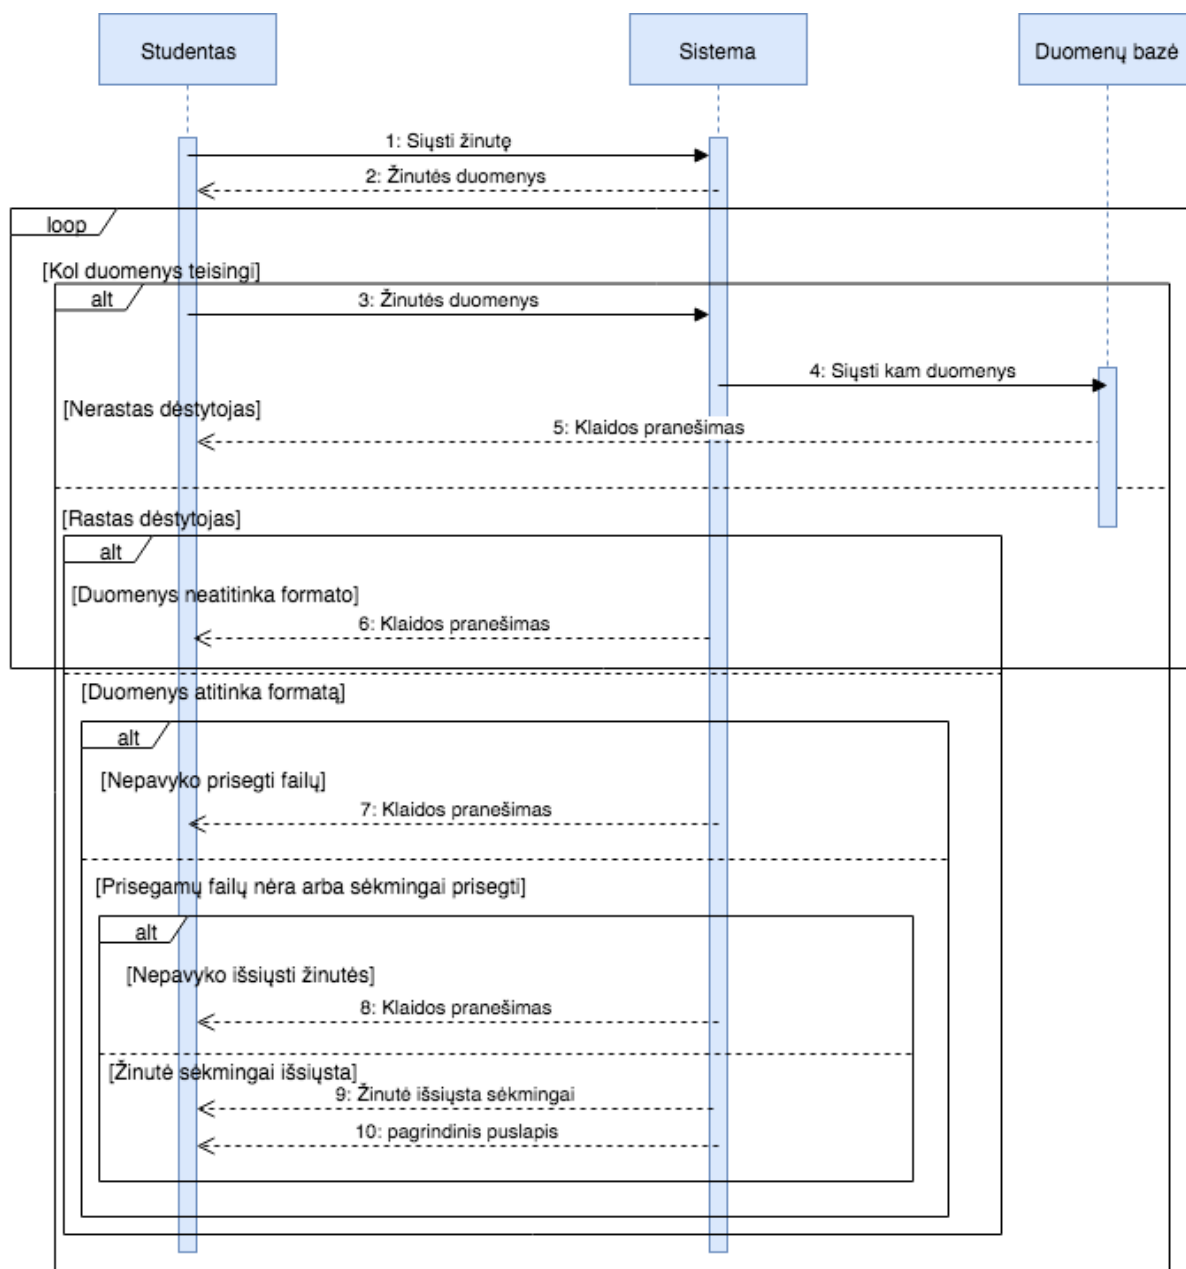 Studentas
Sistema
Duomenų bazė
1: Siųsti žinutę
2: Žinutės duomenys
loop
[Kol duomenys teisingi]
alt
3: Žinutės duomenys
4: Siųsti kam duomenys
[Nerastas dėstytojas]
5: Klaidos pranešimas
[Rastas dėstytojas]
alt
[Duomenys neatitinka formato]
6: Klaidos pranešimas
[Duomenys atitinka formatą]
alt
[Nepavyko prisegti failų]
7: Klaidos pranešimas
[Prisegamų failų nėra arba sėkmingai prisegti]
alt
[Nepavyko išsiųsti žinutės]
8: Klaidos pranešimas
[Žinutė sėkmingai išsiųsta]
9: Žinutė išsiųsta sėkmingai
10: pagrindinis puslapis